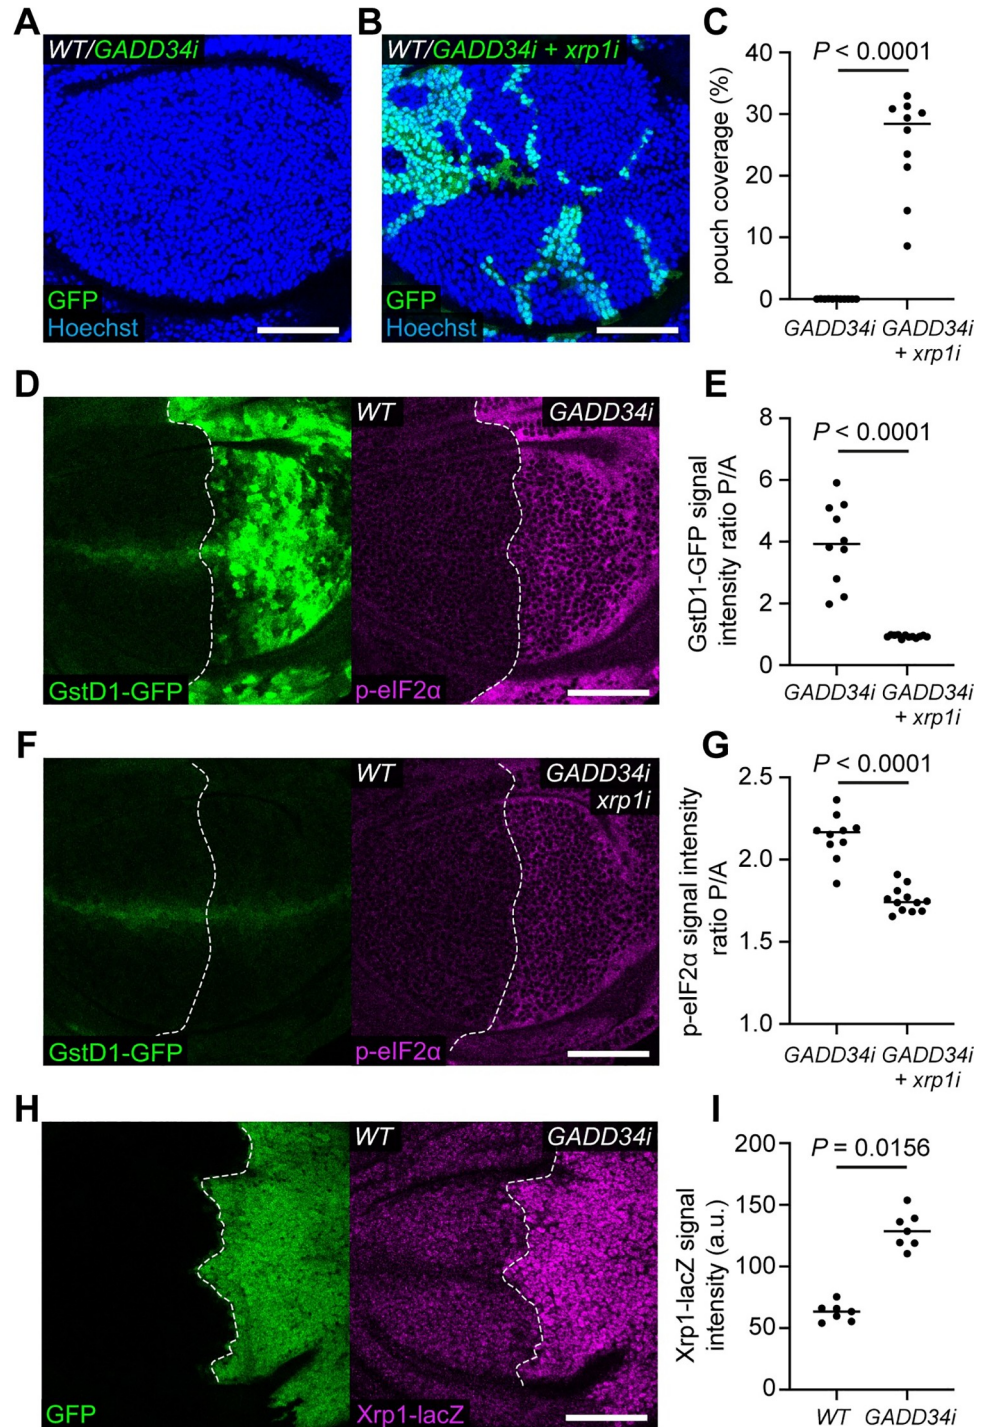 A
WT/GADD34i
GFP
Hoechst
B
WT/GADD34i + xrp1i
GFP
Hoechst
C
pouch coverage (%)
40
30
20
10
0
P < 0.0001
GADD34i
GADD34i
+ xrp1i
D
WT
GADD34i
GstD1-GFP
p-eIF2α
E
GstD1-GFP signal
intensity ratio P/A
8
6
4
2
0
P < 0.0001
GADD34i
GADD34i
+ xrp1i
F
WT
GADD34i
xrp1i
GstD1-GFP
p-eIF2α
G
p-eIF2α signal intensity
ratio P/A
2.5
2.0
1.5
1.0
P < 0.0001
GADD34i
GADD34i
+ xrp1i
H
WT
GADD34i
GFP
Xrp1-lacZ
I
Xrp1-lacZ signal
intensity (a.u.)
200
150
100
50
0
P = 0.0156
WT
GADD34i